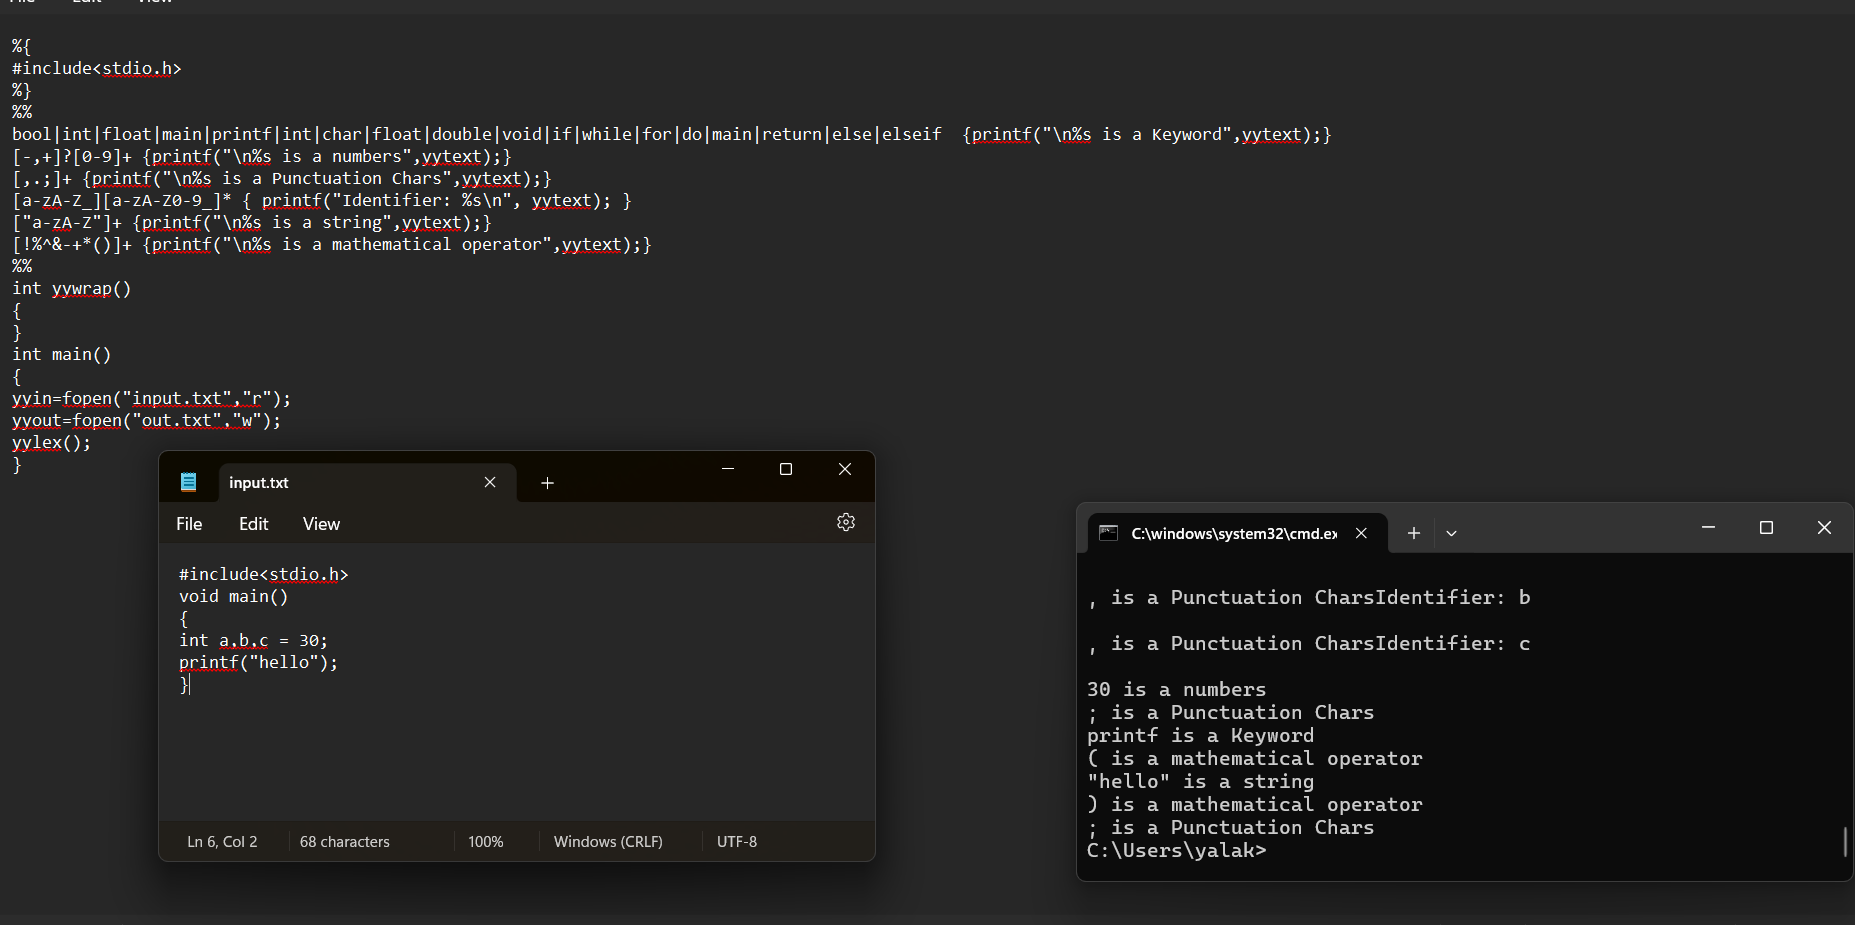 File Edit View
%{
#include<stdio.h>
%}
%%
bool|int|float|main|printf|int|char|float|double|void|if|while|for|do|main|return|else|elseif  {printf("\n%s is a Keyword",yytext);}
[-,+]?[0-9]+ {printf("\n%s is a numbers",yytext);}
[,.;]+ {printf("\n%s is a Punctuation Chars",yytext);}
[a-zA-Z_][a-zA-Z0-9_]* { printf("Identifier: %s\n", yytext); }
["a-zA-Z"]+ {printf("\n%s is a string",yytext);}
[!%^&-+*()]+ {printf("\n%s is a mathematical operator",yytext);}
%%
int yywrap()
{
}
int main()
{
yyin=fopen("input.txt","r");
yyout=fopen("out.txt","w");
yylex();
}
input.txt
File Edit View
#include<stdio.h>
void main()
{
int a,b,c = 30;
printf("hello");
}
Ln 6, Col 2 68 characters 100% Windows (CRLF) UTF-8
C:\windows\system32\cmd.ex
, is a Punctuation CharsIdentifier: b
, is a Punctuation CharsIdentifier: c
30 is a numbers
; is a Punctuation Chars
printf is a Keyword
( is a mathematical operator
"hello" is a string
) is a mathematical operator
; is a Punctuation Chars
C:\Users\yalak>